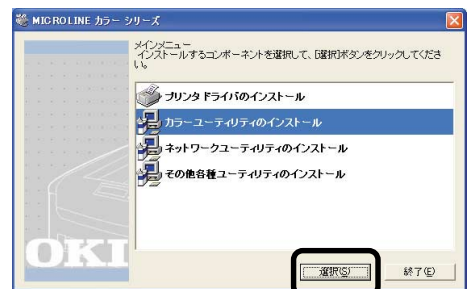 MICROLINE カラー シリーズ
メインメニュー
インストールするコンポーネントを選択して、[選択]ボタンをクリックしてくださ
い。
プリンタドライバのインストール
カラーユーティリティのインストール
ネットワークユーティリティのインストール
その他各種ユーティリティのインストール
OKI
選択(S)
終了(E)